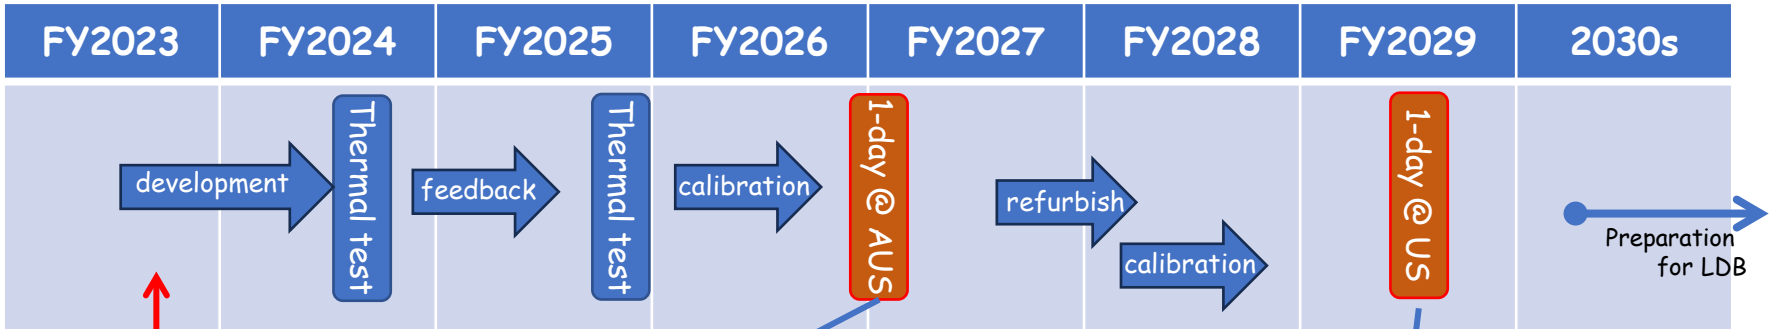 FY2023 FY2024 FY2025 FY2026 FY2027 FY2028 FY2029 2030s
development
Thermal test
feedback
Thermal test
calibration
1-day @ AUS
refurbish
calibration
1-day @ US
Preparation
for LDB